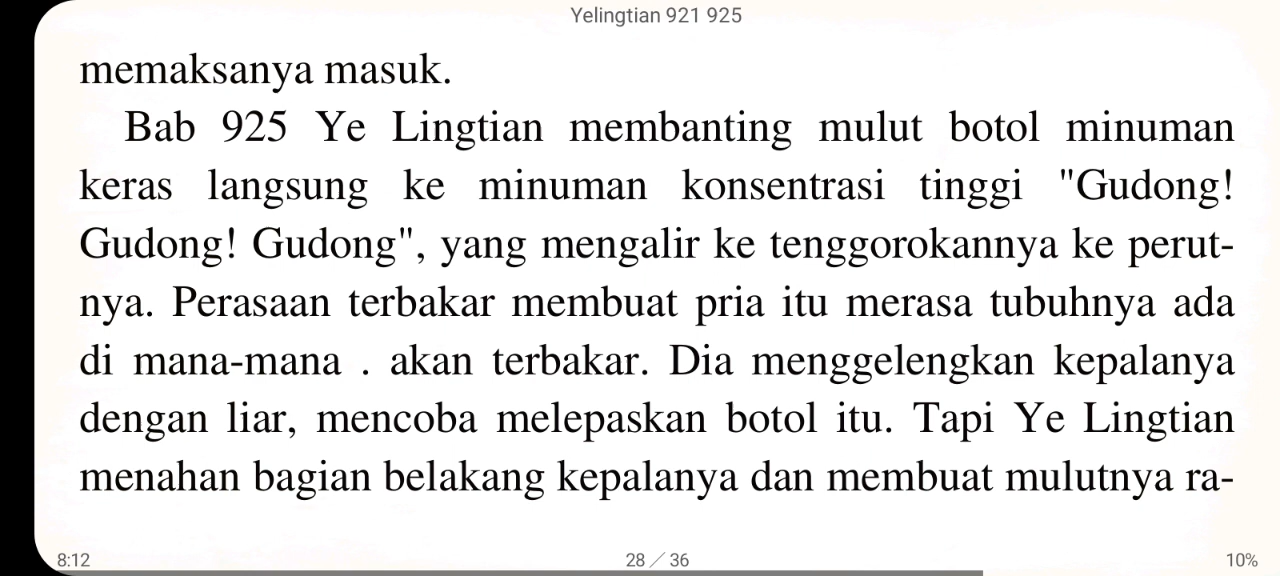 Yelingtian 921 925
memaksanya masuk.
Bab 925 Ye Lingtian membanting mulut botol minuman
keras langsung ke minuman konsentrasi tinggi "Gudong!
Gudong! Gudong", yang mengalir ke tenggorokannya ke perut-
nya. Perasaan terbakar membuat pria itu merasa tubuhnya ada
di mana-mana . akan terbakar. Dia menggelengkan kepalanya
dengan liar, mencoba melepaskan botol itu. Tapi Ye Lingtian
menahan bagian belakang kepalanya dan membuat mulutnya ra-
8:12 28 / 36 10%